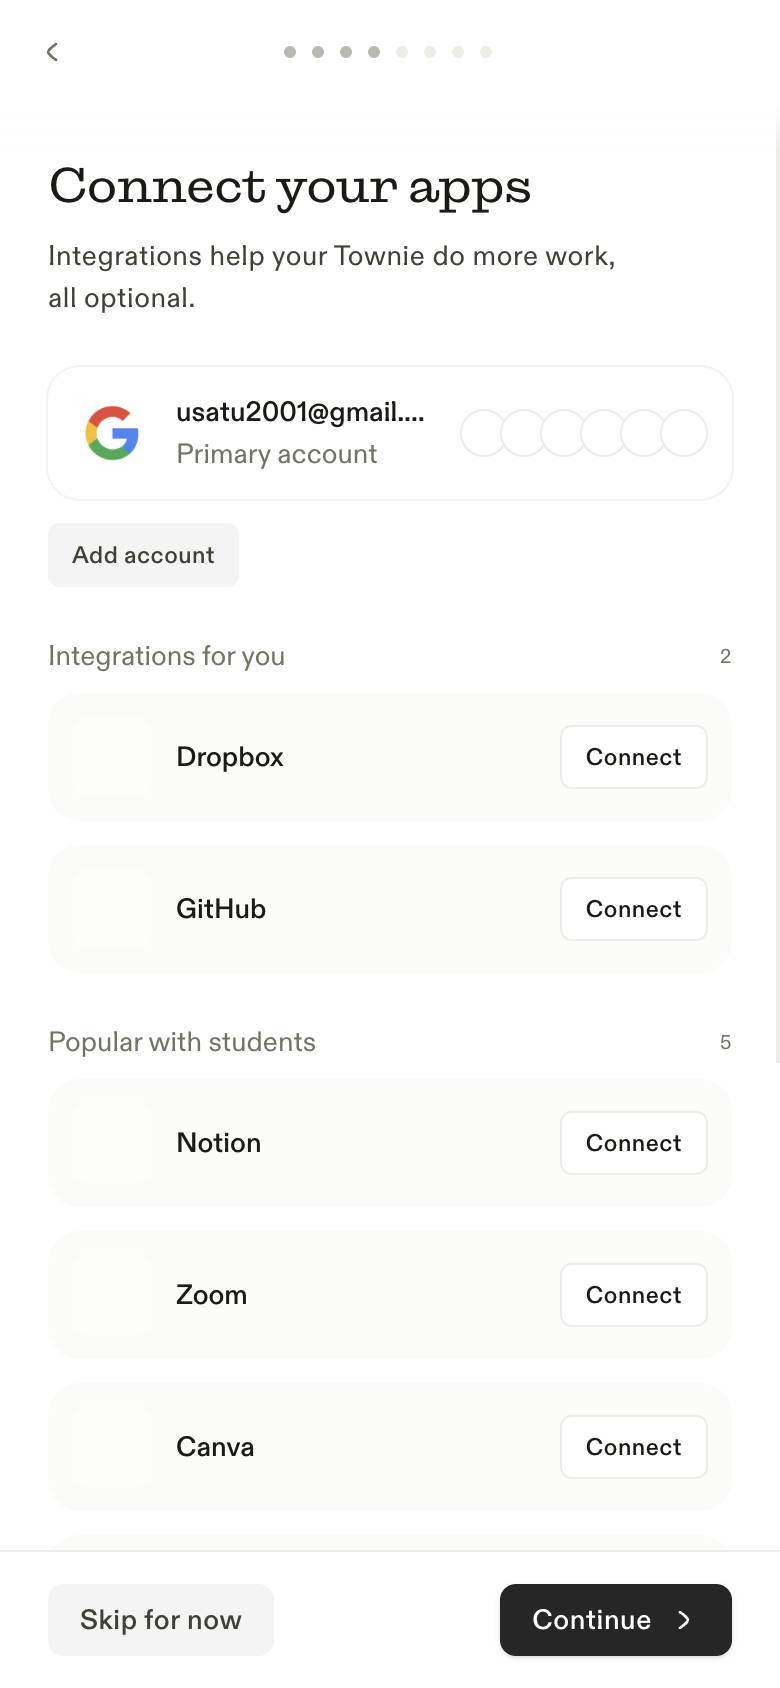 Connect your apps
Integrations help your Townie do more work,
all optional.
usatu2001@gmail....
Primary account
Add account
Integrations for you
2
Dropbox
Connect
GitHub
Connect
Popular with students
5
Notion
Connect
Zoom
Connect
Canva
Connect
Skip for now
Continue